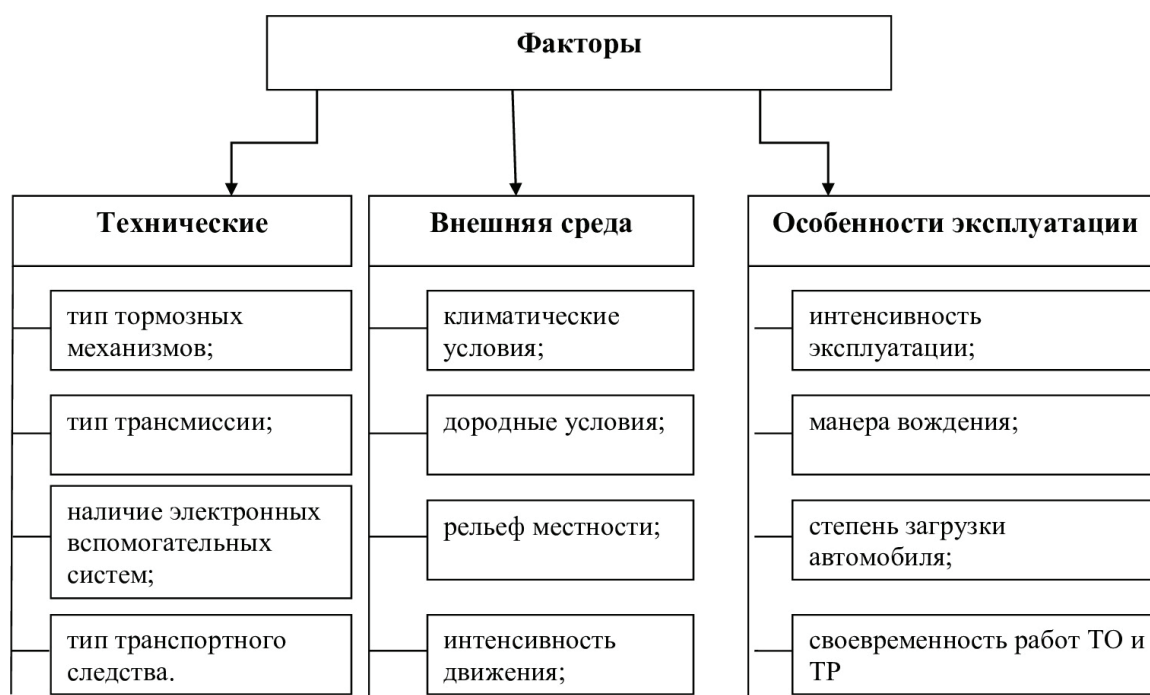 Факторы
Технические
тип тормозных
механизмов;
тип трансмиссии;
наличие электронных
вспомогательных
систем;
тип транспортного
следства.
Внешняя среда
климатические
условия;
дородные условия;
рельеф местности;
интенсивность
движения;
Особенности эксплуатации
интенсивность
эксплуатации;
манера вождения;
степень загрузки
автомобиля;
своевременность работ ТО и
ТР